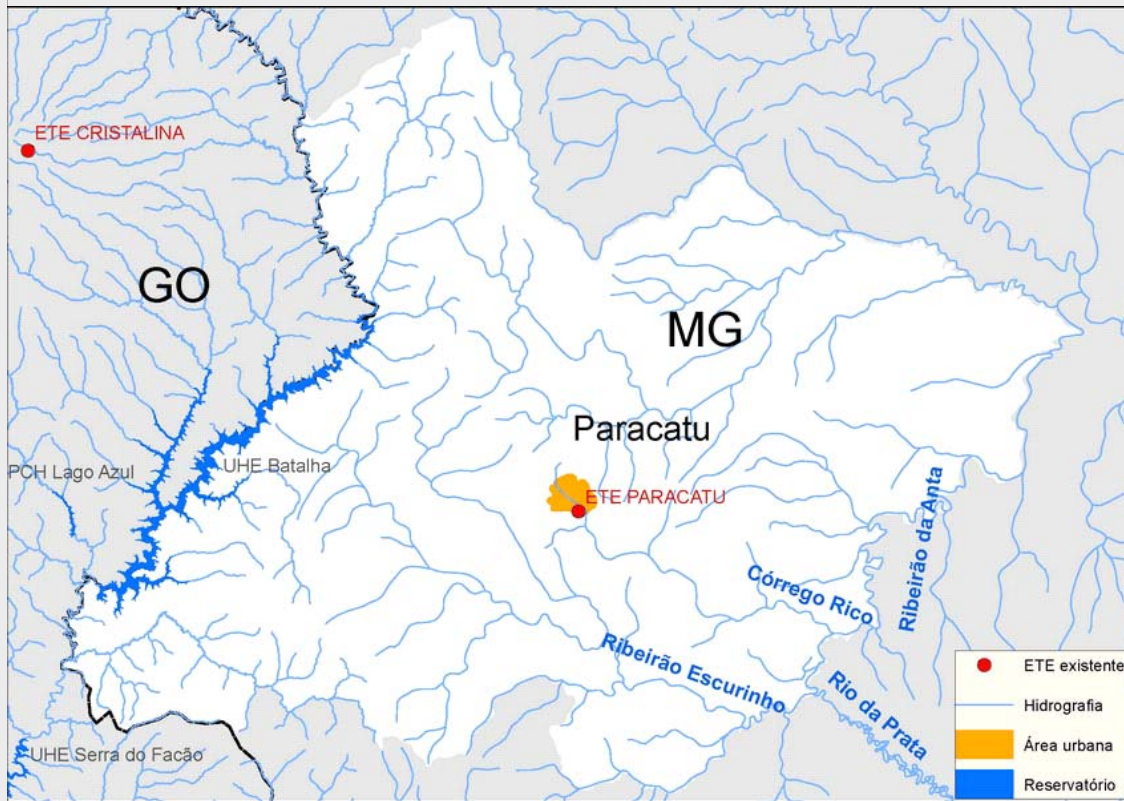 ETE CRISTALINA
GO
MG
Paracatu
PCH Lago Azul
UHE Batalha
ETE PARACATU
Ribeirão da Anta
Córrego Rico
Ribeirão Escurinho
Rio da Prata
UHE Serra do Facão
ETE existente
Hidrografia
Área urbana
Reservatório